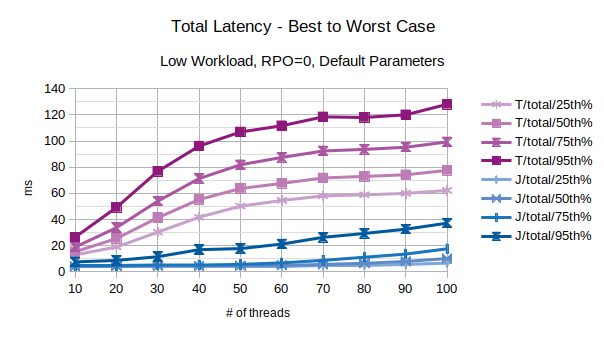 Total Latency - Best to Worst Case
Low Workload, RPO=0, Default Parameters
140
120
100
80
60
40
20
0
ms
10 20 30 40 50 60 70 80 90 100
# of threads
T/total/25th%
T/total/50th%
T/total/75th%
T/total/95th%
J/total/25th%
J/total/50th%
J/total/75th%
J/total/95th%